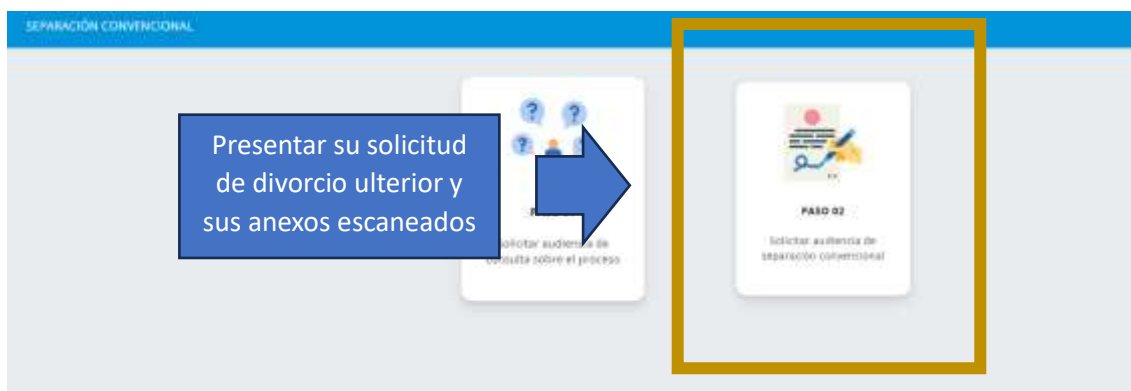 SEPARACIÓN CONVENCIONAL
Presentar su solicitud
de divorcio ulterior y
sus anexos escaneados
?
?
?
Solicitar audiencia de
consulta sobre el proceso
PASO 02
Solicitar audiencia de
separación convencional